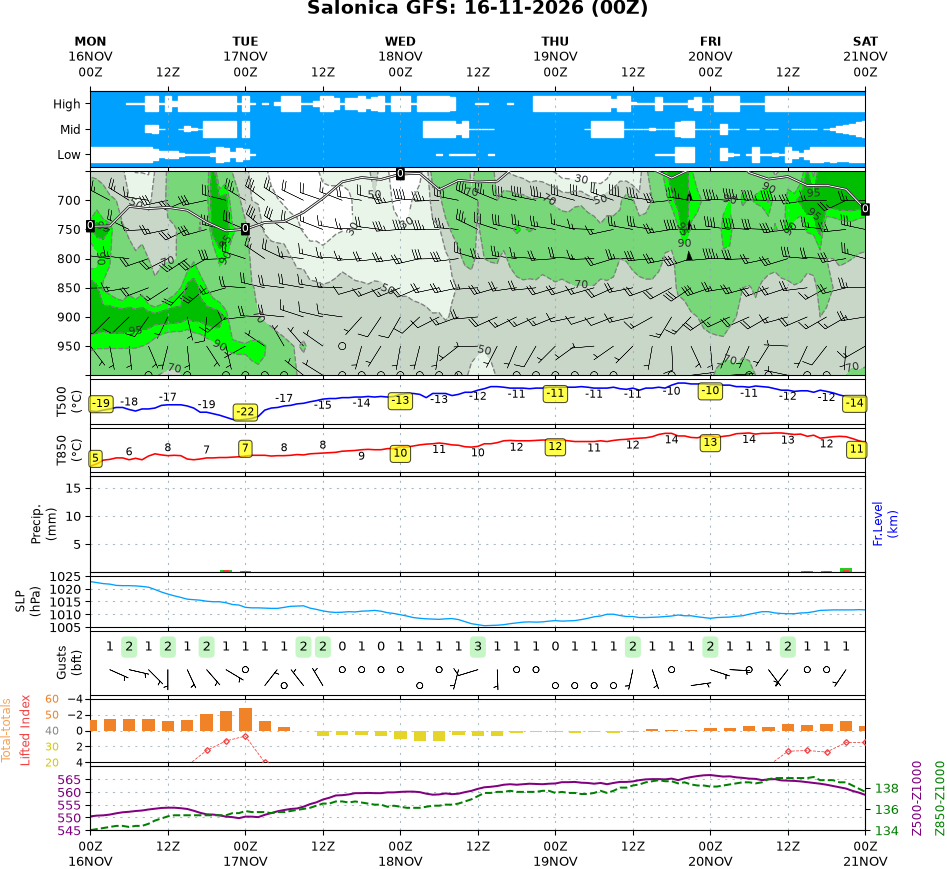 Salonica GFS: 16-11-2026 (00Z)
MON TUE WED THU FRI SAT
16NOV 17NOV 18NOV 19NOV 20NOV 21NOV
00Z 12Z 00Z 12Z 00Z 12Z 00Z 12Z 00Z 12Z 00Z
High
Mid
Low
700
750
800
850
900
950
T500 (°C)
-19 -18 -17 -19 -22 -17 -15 -14 -13 -13 -12 -11 -11 -11 -11 -10 -10 -11 -12 -12 -14
T850 (°C)
5 6 8 7 7 8 8 9 10 11 10 12 12 11 12 14 13 14 13 12 11
Precip. (mm)
15
10
5
Fr.Level (km)
SLP (hPa)
1025
1020
1015
1010
1005
Gusts (bft)
1 2 1 2 1 2 1 1 1 1 2 2 0 1 0 1 1 1 1 3 1 1 1 0 1 1 1 2 1 1 1 2 1 1 1 2 1 1 1
Total-totals
Lifted Index
60 −4
50 −2
40 0
30 2
20 4
565
560
555
550
545
138
136
134
Z500-Z1000
Z850-Z1000
00Z 12Z 00Z 12Z 00Z 12Z 00Z 12Z 00Z 12Z 00Z
16NOV 17NOV 18NOV 19NOV 20NOV 21NOV